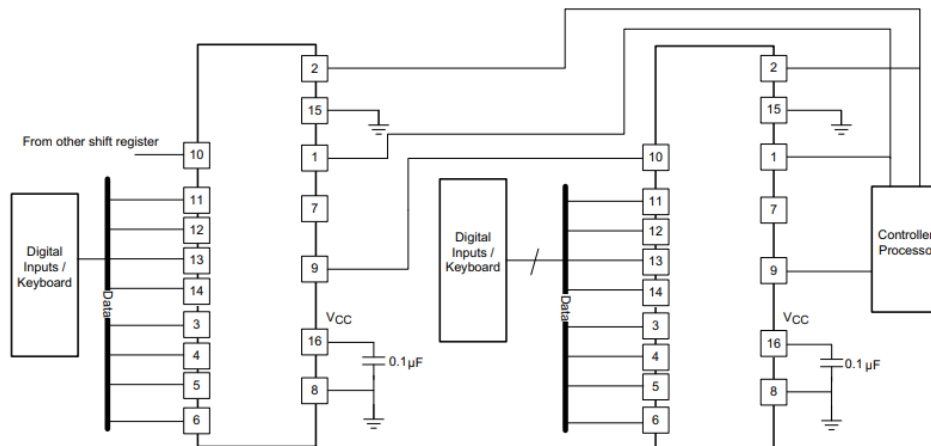 2
15
From other shift register
10
1
11
7
12
Digital
Inputs /
Keyboard
13
9
14
Data
3
VCC
16
4
0.1µF
5
8
6
2
15
10
1
11
7
12
Digital
Inputs /
Keyboard
13
9
14
Data
3
VCC
16
4
0.1µF
5
8
6
Controller
Processo